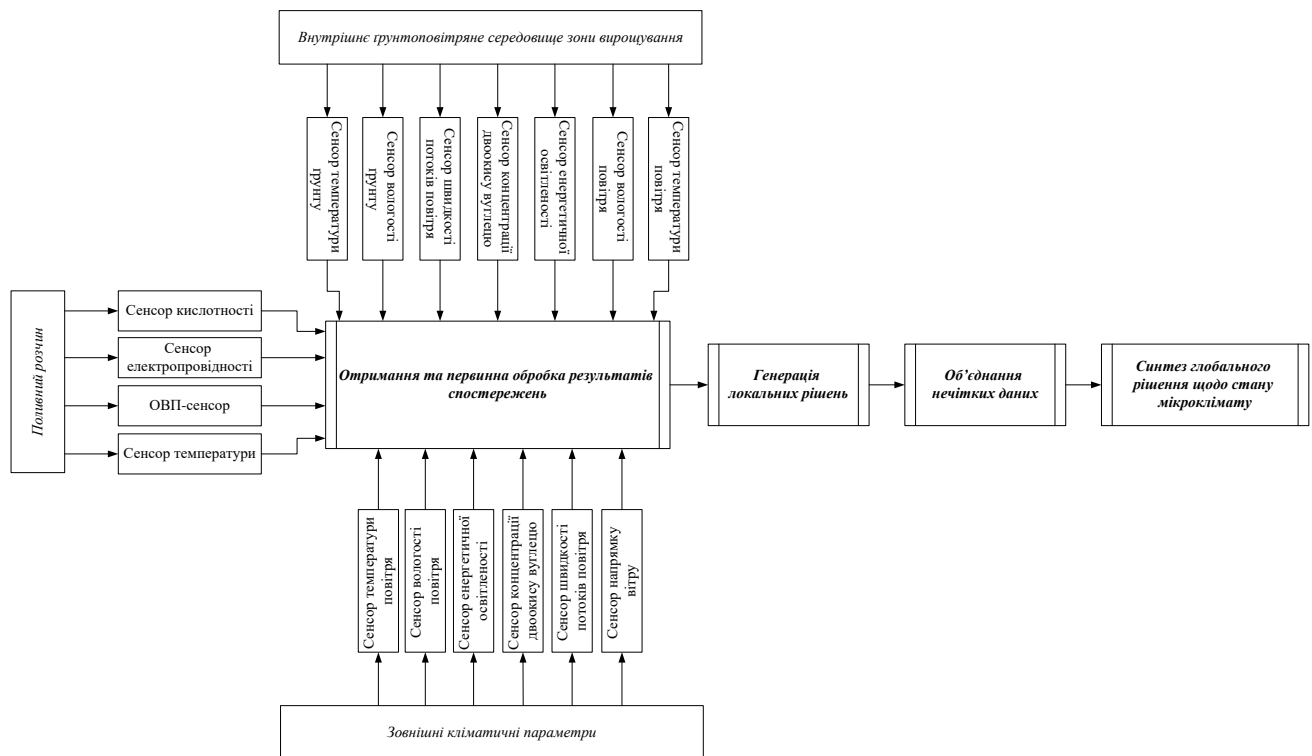 Внутрішнє ґрунтоповітряне середовище зони вирощування
Сенсор температури
ґрунту
Сенсор вологості
ґрунту
Сенсор швидкості
потоків повітря
Сенсор концентрації
двоокису вуглецю
Сенсор енергетичної
освітленості
Сенсор вологості
повітря
Сенсор температури
повітря
Поливний розчин
Сенсор кислотності
Сенсор
електропровідності
ОВП-сенсор
Сенсор температури
Отримання та первинна обробка результатів
спостережень
Генерація
локальних рішень
Об’єднання
нечітких даних
Синтез глобального
рішення щодо стану
мікроклімату
Сенсор температури
повітря
Сенсор вологості
повітря
Сенсор енергетичної
освітленості
Сенсор концентрації
двоокису вуглецю
Сенсор швидкості
потоків повітря
Сенсор напрямку
вітру
Зовнішні кліматичні параметри